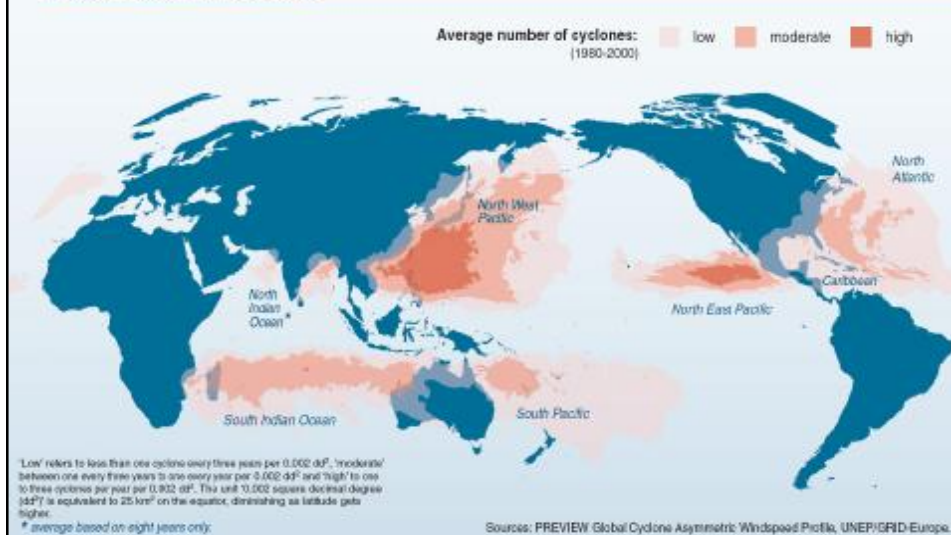 Average number of cyclones: low moderate high
(1980-2000)
North
Atlantic
North West
Pacific
Caribbean
North
Indian
Ocean*
North East Pacific
South Indian Ocean
South Pacific
'Low' refers to less than one cyclone every three years per 0.002 dd², 'moderate'
between one every three years to one every year per 0.002 dd² and 'high' to one
to three cyclones per year per 0.002 dd². The unit '0.002 square decimal degree
(dd²)' is equivalent to 25 km² on the equator, diminishing as latitude gets
higher.
* average based on eight years only.
Sources: PREVIEW Global Cyclone Asymmetric Windspeed Profile, UNEP/GRID-Europe.